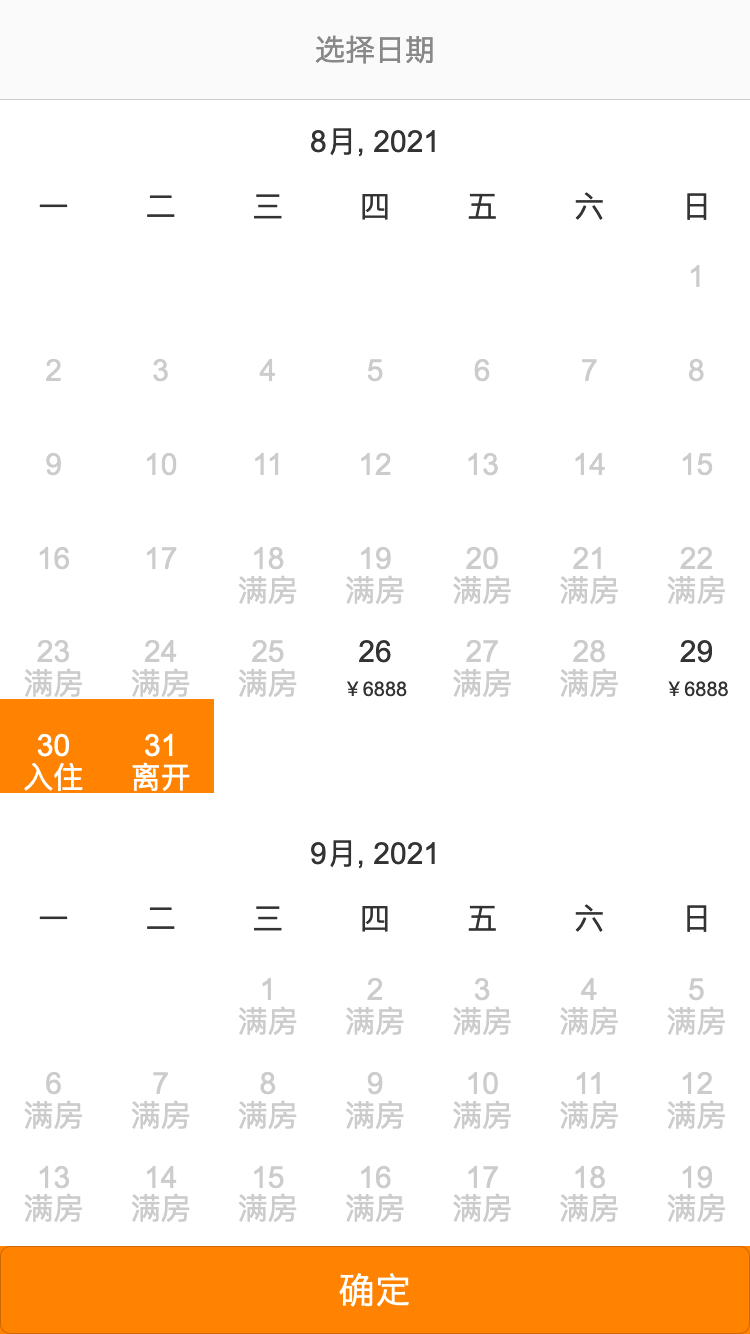 选择日期
8月, 2021
一 二 三 四 五 六 日
1
2 3 4 5 6 7 8
9 10 11 12 13 14 15
16 17 18 19 20 21 22
满房 满房 满房 满房 满房
23 24 25 26 27 28 29
满房 满房 满房 ¥6888 满房 满房 ¥6888
30 31
入住 离开
9月, 2021
一 二 三 四 五 六 日
1 2 3 4 5
满房 满房 满房 满房 满房
6 7 8 9 10 11 12
满房 满房 满房 满房 满房 满房 满房
13 14 15 16 17 18 19
满房 满房 满房 满房 满房 满房 满房
确定